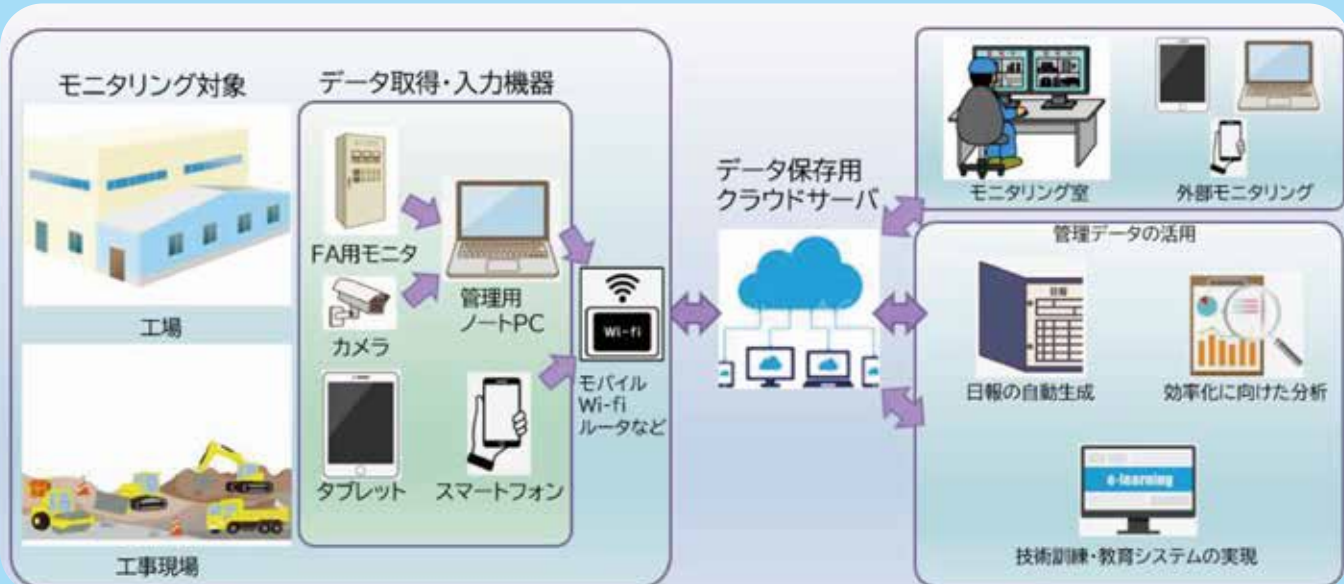 モニタリング対象
工場
工事現場
データ取得・入力機器
FA用モニタ
カメラ
管理用
ノートPC
タブレット
スマートフォン
Wi-fi
モバイル
Wi-fi
ルータなど
データ保存用
クラウドサーバ
モニタリング室
外部モニタリング
管理データの活用
日報
日報の自動生成
効率化に向けた分析
e-learning
技術訓練・教育システムの実現